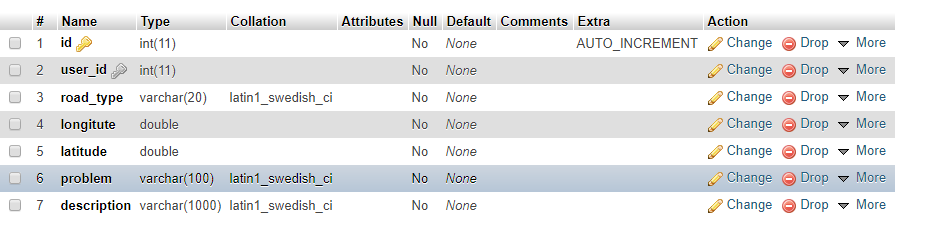 # Name Type Collation Attributes Null Default Comments Extra Action
1 id int(11) No None AUTO_INCREMENT Change Drop More
2 user_id int(11) No None Change Drop More
3 road_type varchar(20) latin1_swedish_ci No None Change Drop More
4 longitute double No None Change Drop More
5 latitude double No None Change Drop More
6 problem varchar(100) latin1_swedish_ci No None Change Drop More
7 description varchar(1000) latin1_swedish_ci No None Change Drop More